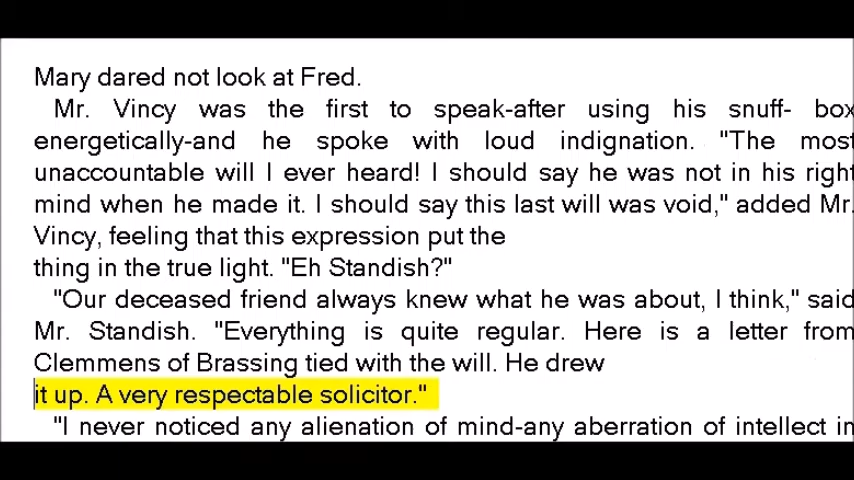 Mary dared not look at Fred.
Mr. Vincy was the first to speak-after using his snuff- box
energetically-and he spoke with loud indignation. "The most
unaccountable will I ever heard! I should say he was not in his right
mind when he made it. I should say this last will was void," added Mr.
Vincy, feeling that this expression put the
thing in the true light. "Eh Standish?"
"Our deceased friend always knew what he was about, I think," said
Mr. Standish. "Everything is quite regular. Here is a letter from
Clemmens of Brassing tied with the will. He drew
it up. A very respectable solicitor."
"I never noticed any alienation of mind-any aberration of intellect in